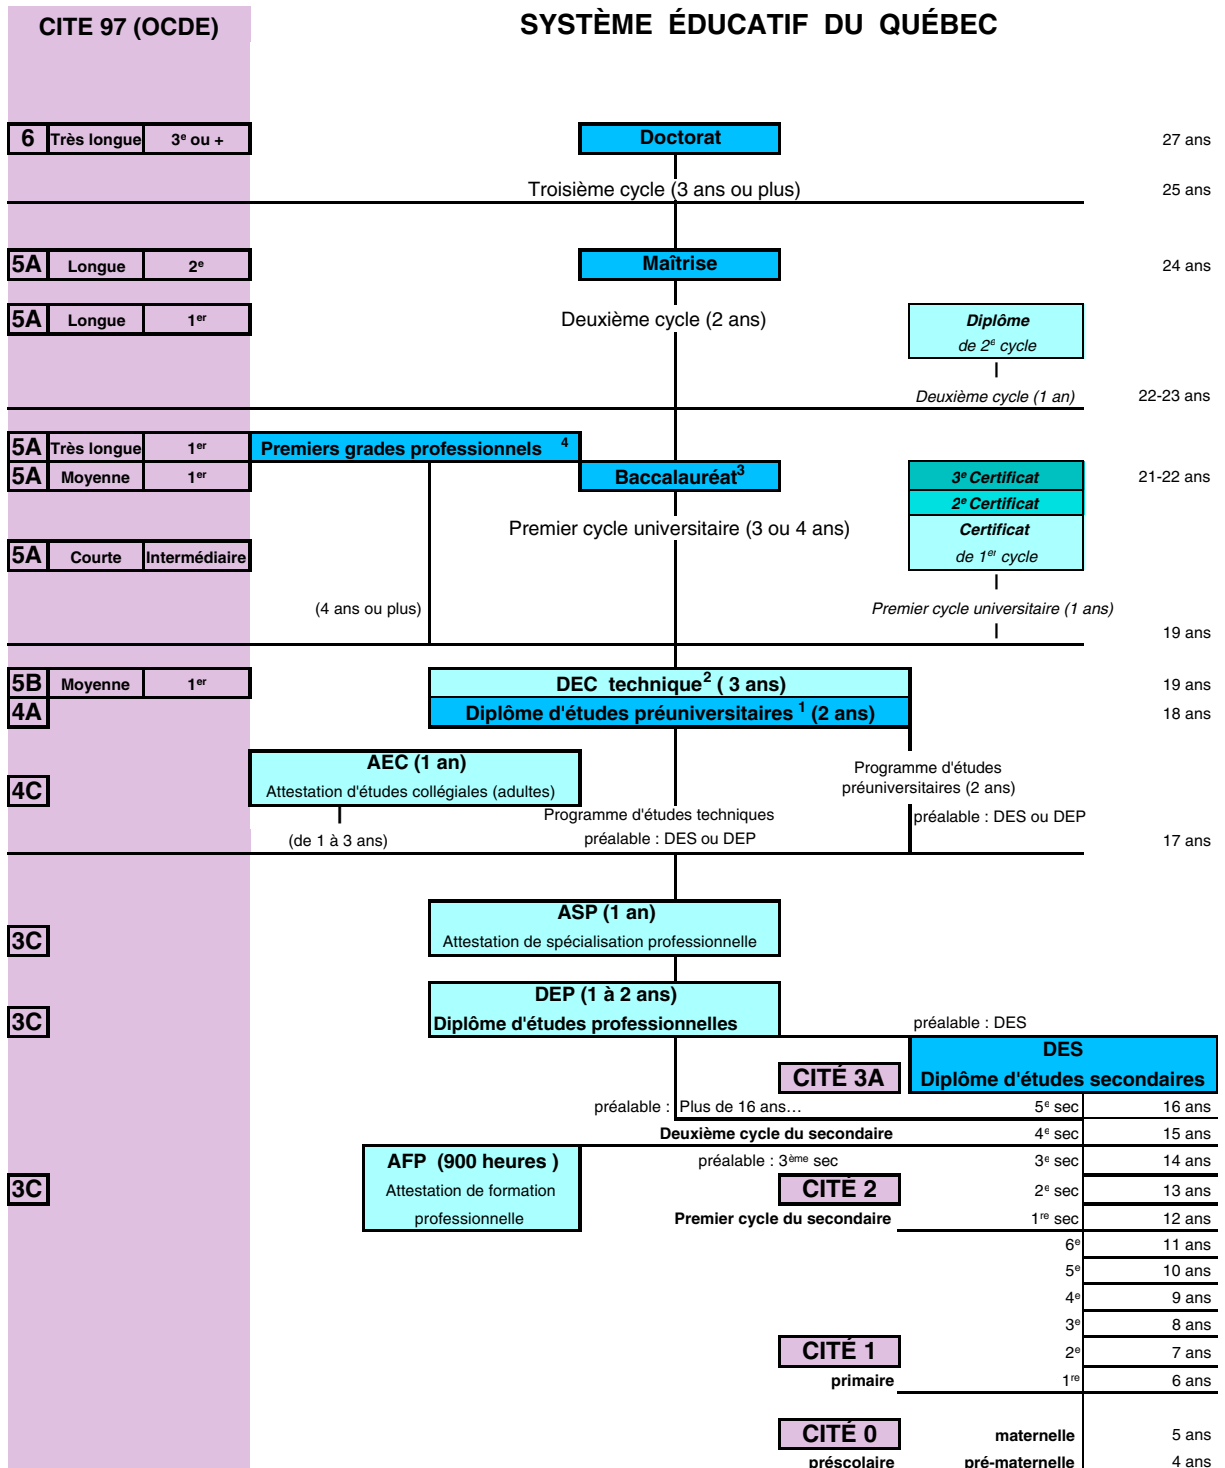 CITE 97 (OCDE)
SYSTÈME ÉDUCATIF DU QUÉBEC
6 Très longue 3e ou + Doctorat 27 ans
Troisième cycle (3 ans ou plus) 25 ans
5A Longue 2e Maîtrise 24 ans
5A Longue 1er Deuxième cycle (2 ans) Diplôme
de 2e cycle
Deuxième cycle (1 an) 22-23 ans
5A Très longue 1er Premiers grades professionnels 4
5A Moyenne 1er Baccalauréat3 3e Certificat 21-22 ans
2e Certificat
Premier cycle universitaire (3 ou 4 ans) Certificat
5A Courte Intermédiaire de 1er cycle
(4 ans ou plus) Premier cycle universitaire (1 ans)
19 ans
5B Moyenne 1er DEC technique2 ( 3 ans) 19 ans
4A Diplôme d'études préuniversitaires 1 (2 ans) 18 ans
AEC (1 an) Programme d'études
4C Attestation d'études collégiales (adultes) préuniversitaires (2 ans)
Programme d'études techniques préalable : DES ou DEP
(de 1 à 3 ans) préalable : DES ou DEP 17 ans
ASP (1 an)
3C Attestation de spécialisation professionnelle
DEP (1 à 2 ans)
3C Diplôme d'études professionnelles préalable : DES
DES
CITÉ 3A Diplôme d'études secondaires
préalable : Plus de 16 ans… 5e sec 16 ans
Deuxième cycle du secondaire 4e sec 15 ans
AFP (900 heures ) préalable : 3ème sec 3e sec 14 ans
3C Attestation de formation CITÉ 2 2e sec 13 ans
professionnelle Premier cycle du secondaire 1re sec 12 ans
6e 11 ans
5e 10 ans
4e 9 ans
3e 8 ans
CITÉ 1 2e 7 ans
primaire 1re 6 ans
CITÉ 0 maternelle 5 ans
préscolaire pré-maternelle 4 ans